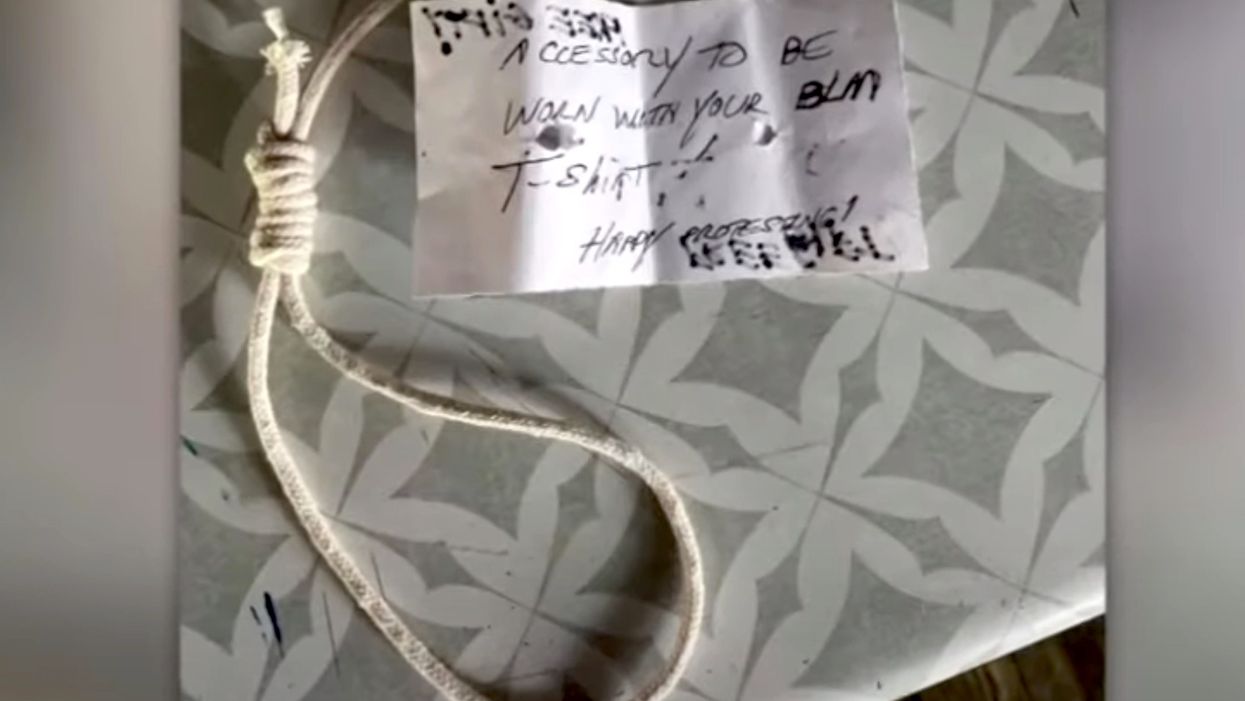 ACCESSORY TO BE
WORN WITH YOUR BLM
T-SHIRT
HAPPY PROTESTING!